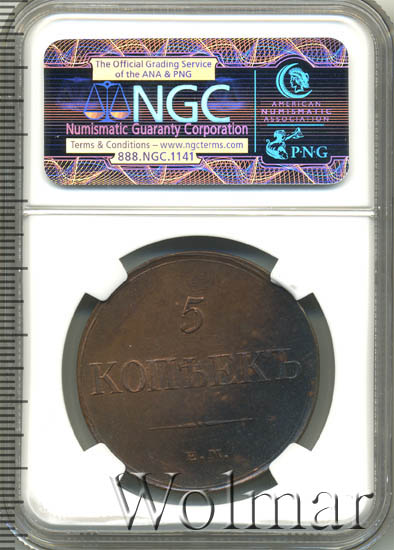 The Official Grading Service
of the ANA & PNG
NGC
Numismatic Guaranty Corporation
Terms & Conditions – www.ngcterms.com
888.NGC.1141
AMERICAN
NUMISMATIC
ASSOCIATION
P·N·G
5
КОПѢЕКЪ
Е.М.
Wolmar